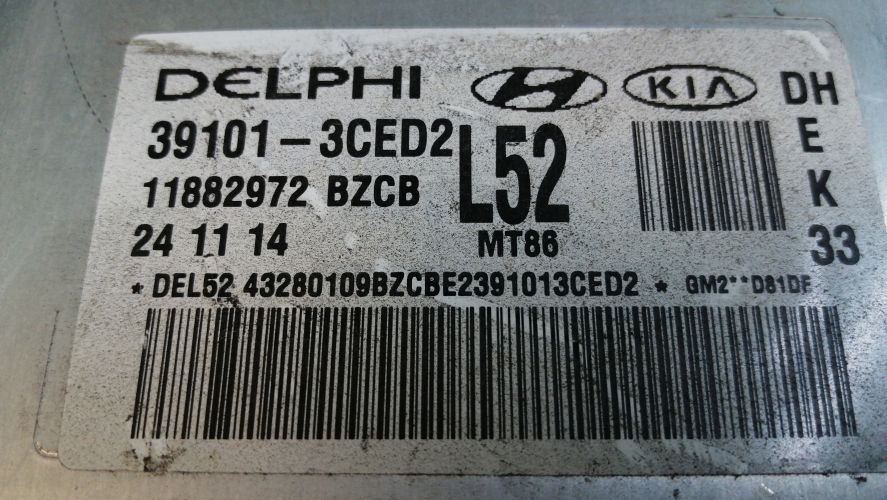 DELPHI H KIA DH
39101-3CED2 L52 E
11882972 BZCB K
24 11 14 MT86 33
* DEL52 43280109BZCBE2391013CED2 * GM2**D81DF